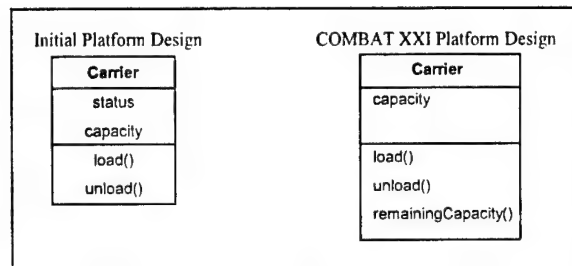 Initial Platform Design
Carrier
status
capacity
load()
unload()
COMBAT XXI Platform Design
Carrier
capacity
load()
unload()
remainingCapacity()